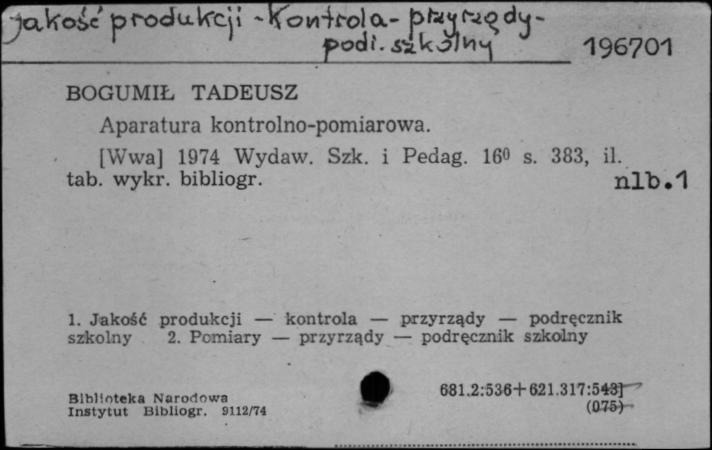 jakość produkcji - kontrola - przyrządy -
podr. szkolny
196701
BOGUMIŁ TADEUSZ
Aparatura kontrolno-pomiarowa.
[Wwa] 1974 Wydaw. Szk. i Pedag. 16⁰ s. 383, il.
tab. wykr. bibliogr. nlb.1
1. Jakość produkcji — kontrola — przyrządy — podręcznik
szkolny 2. Pomiary — przyrządy — podręcznik szkolny
Biblioteka Narodowa
Instytut Bibliogr. 9112/74
681.2:536+621.317:543]
(075)